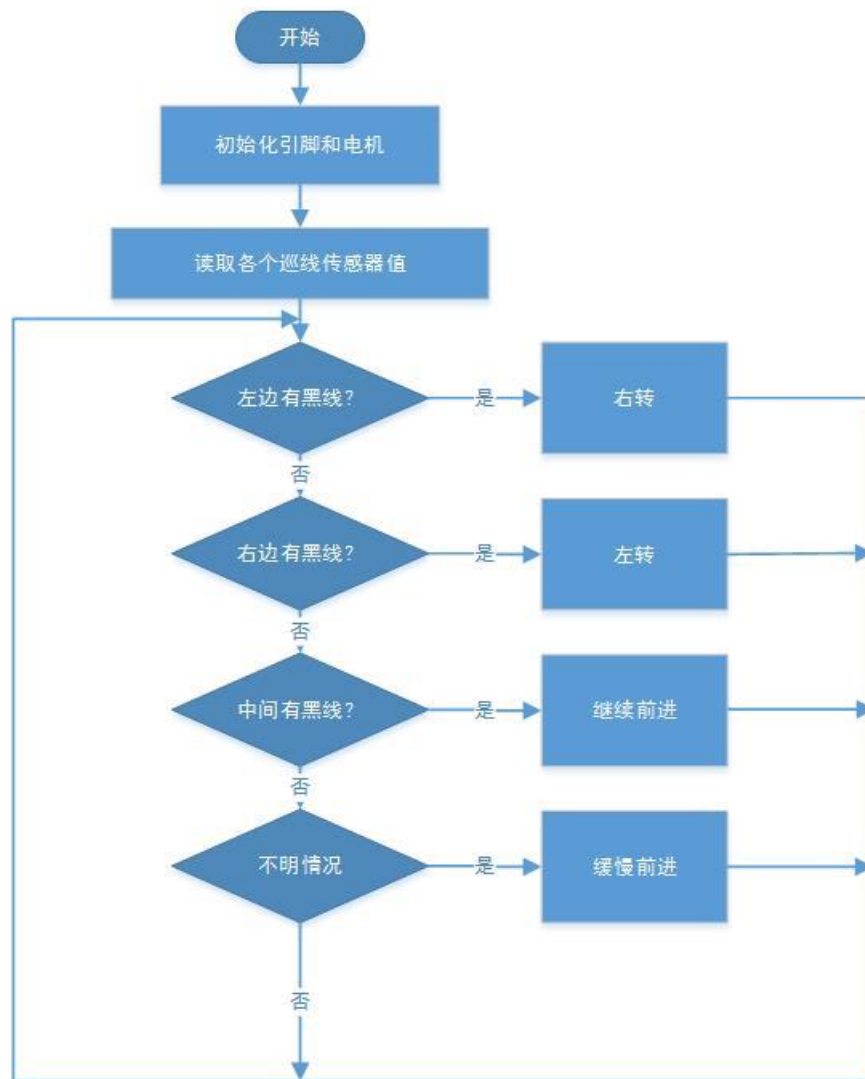 开始
初始化引脚和电机
读取各个巡线传感器值
左边有黑线?
是
右转
否
右边有黑线?
是
左转
否
中间有黑线?
是
继续前进
否
不明情况
是
缓慢前进
否